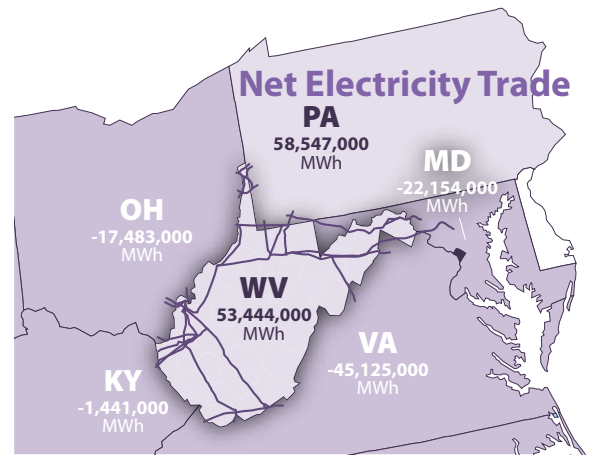 Net Electricity Trade
PA
58,547,000
MWh
MD
-22,154,000
MWh
OH
-17,483,000
MWh
WV
53,444,000
MWh
VA
-45,125,000
MWh
KY
-1,441,000
MWh